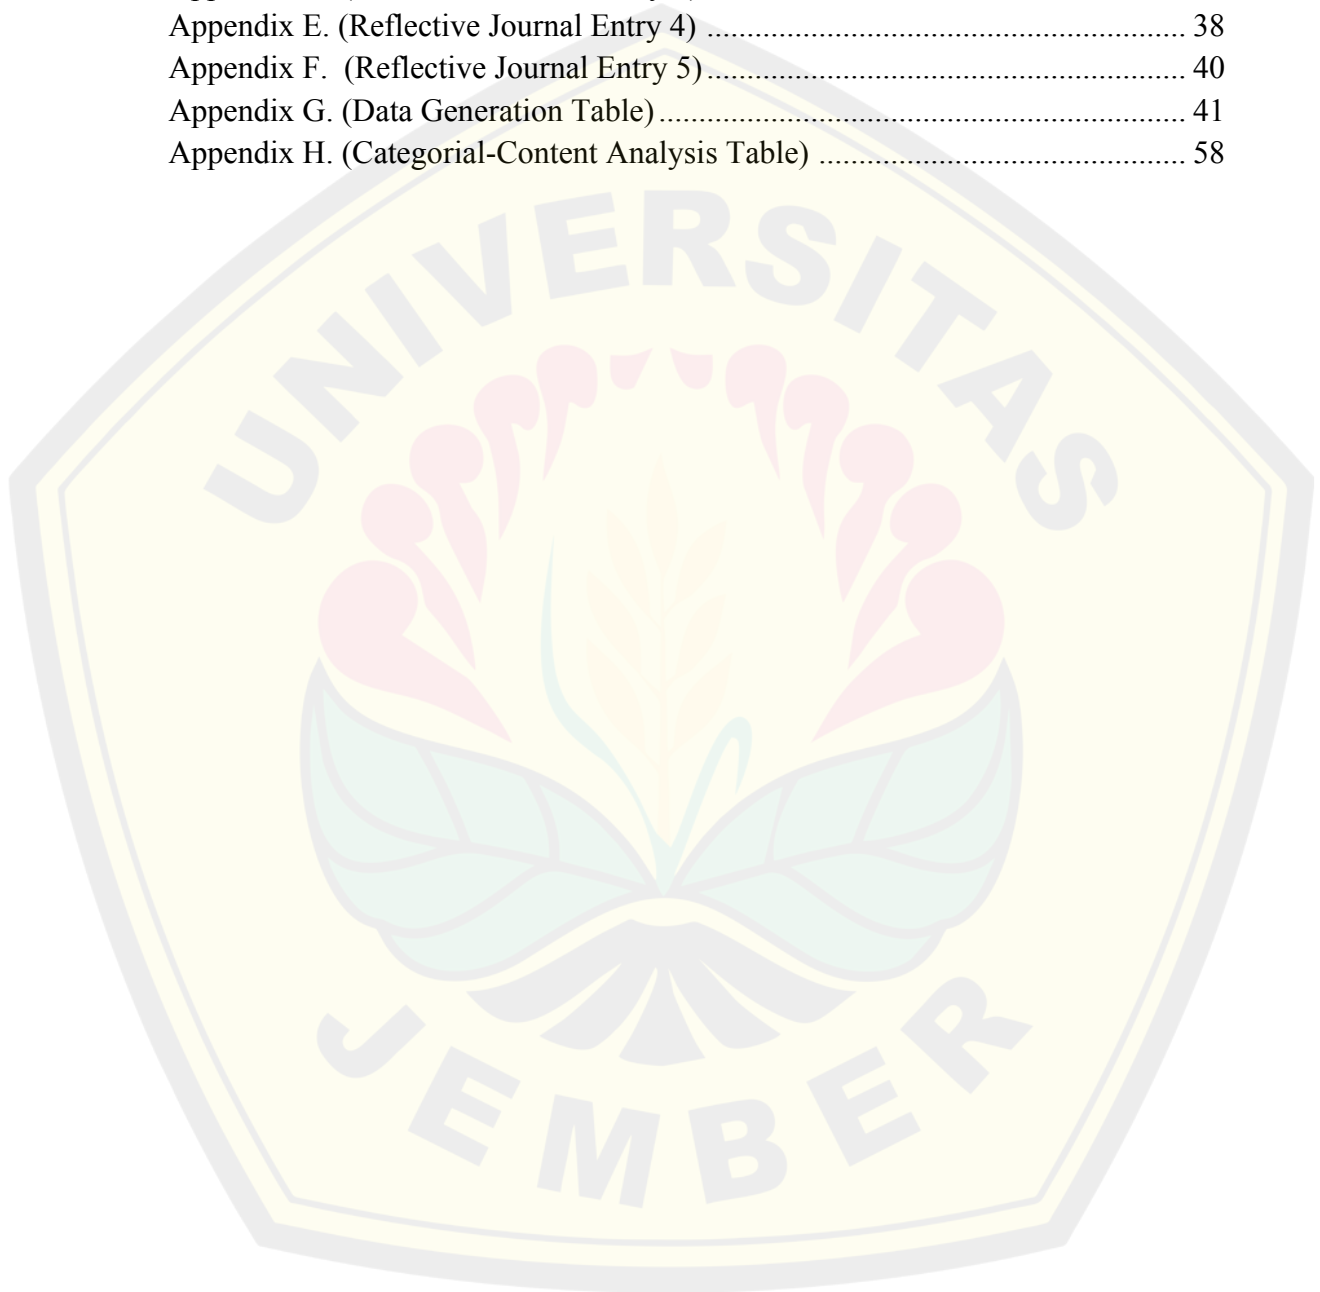 Appendix E. (Reflective Journal Entry 4) ............................................................ 38
Appendix F.  (Reflective Journal Entry 5)............................................................ 40
Appendix G. (Data Generation Table).................................................................. 41
Appendix H. (Categorial-Content Analysis Table) .............................................. 58
UNIVERSITAS
JEMBER